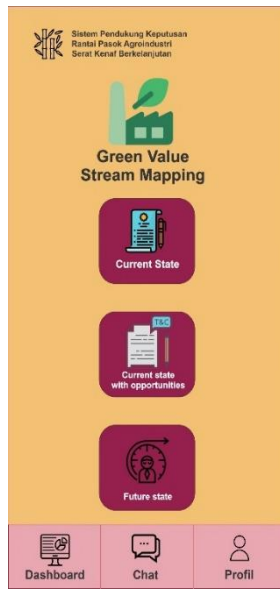 Sistem Pendukung Keputusan
Rantai Pasok Agroindustri
Serat Kenaf Berkelanjutan
Green Value
Stream Mapping
Current State
T&C
Current state
with opportunities
Future state
Dashboard
Chat
Profil